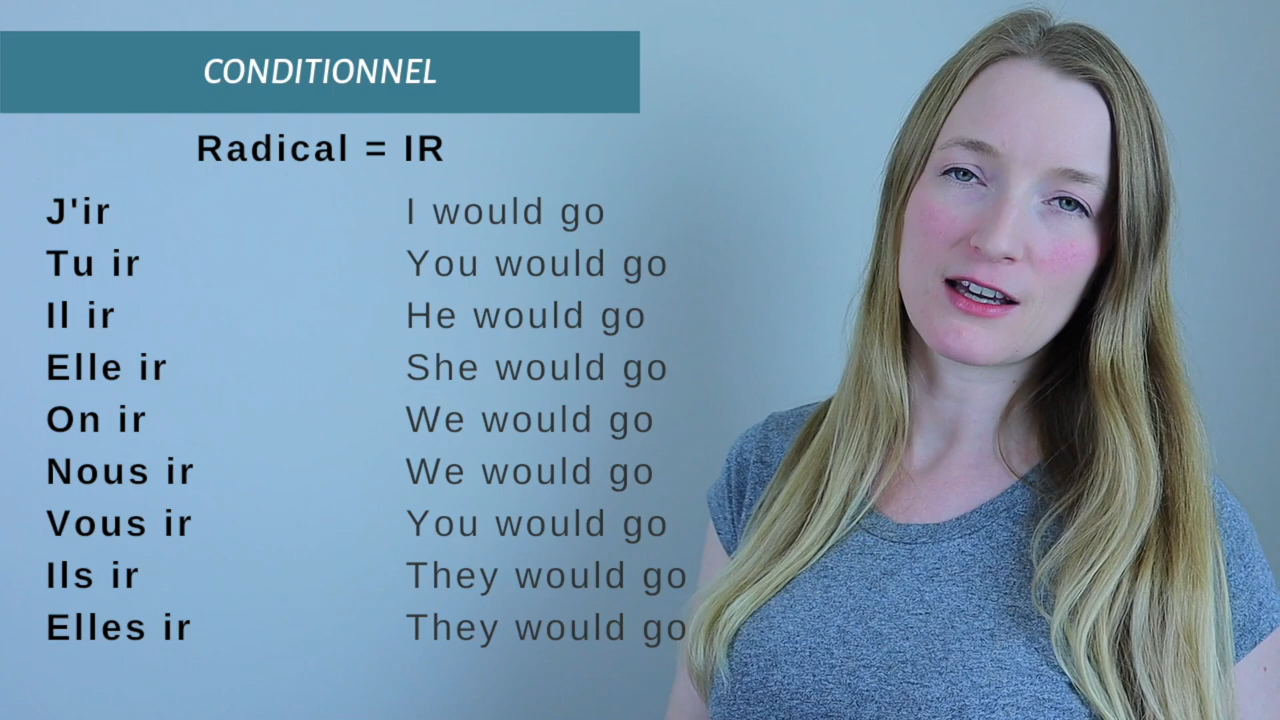 CONDITIONNEL
Radical = IR
J'ir I would go
Tu ir You would go
Il ir He would go
Elle ir She would go
On ir We would go
Nous ir We would go
Vous ir You would go
Ils ir They would go
Elles ir They would go